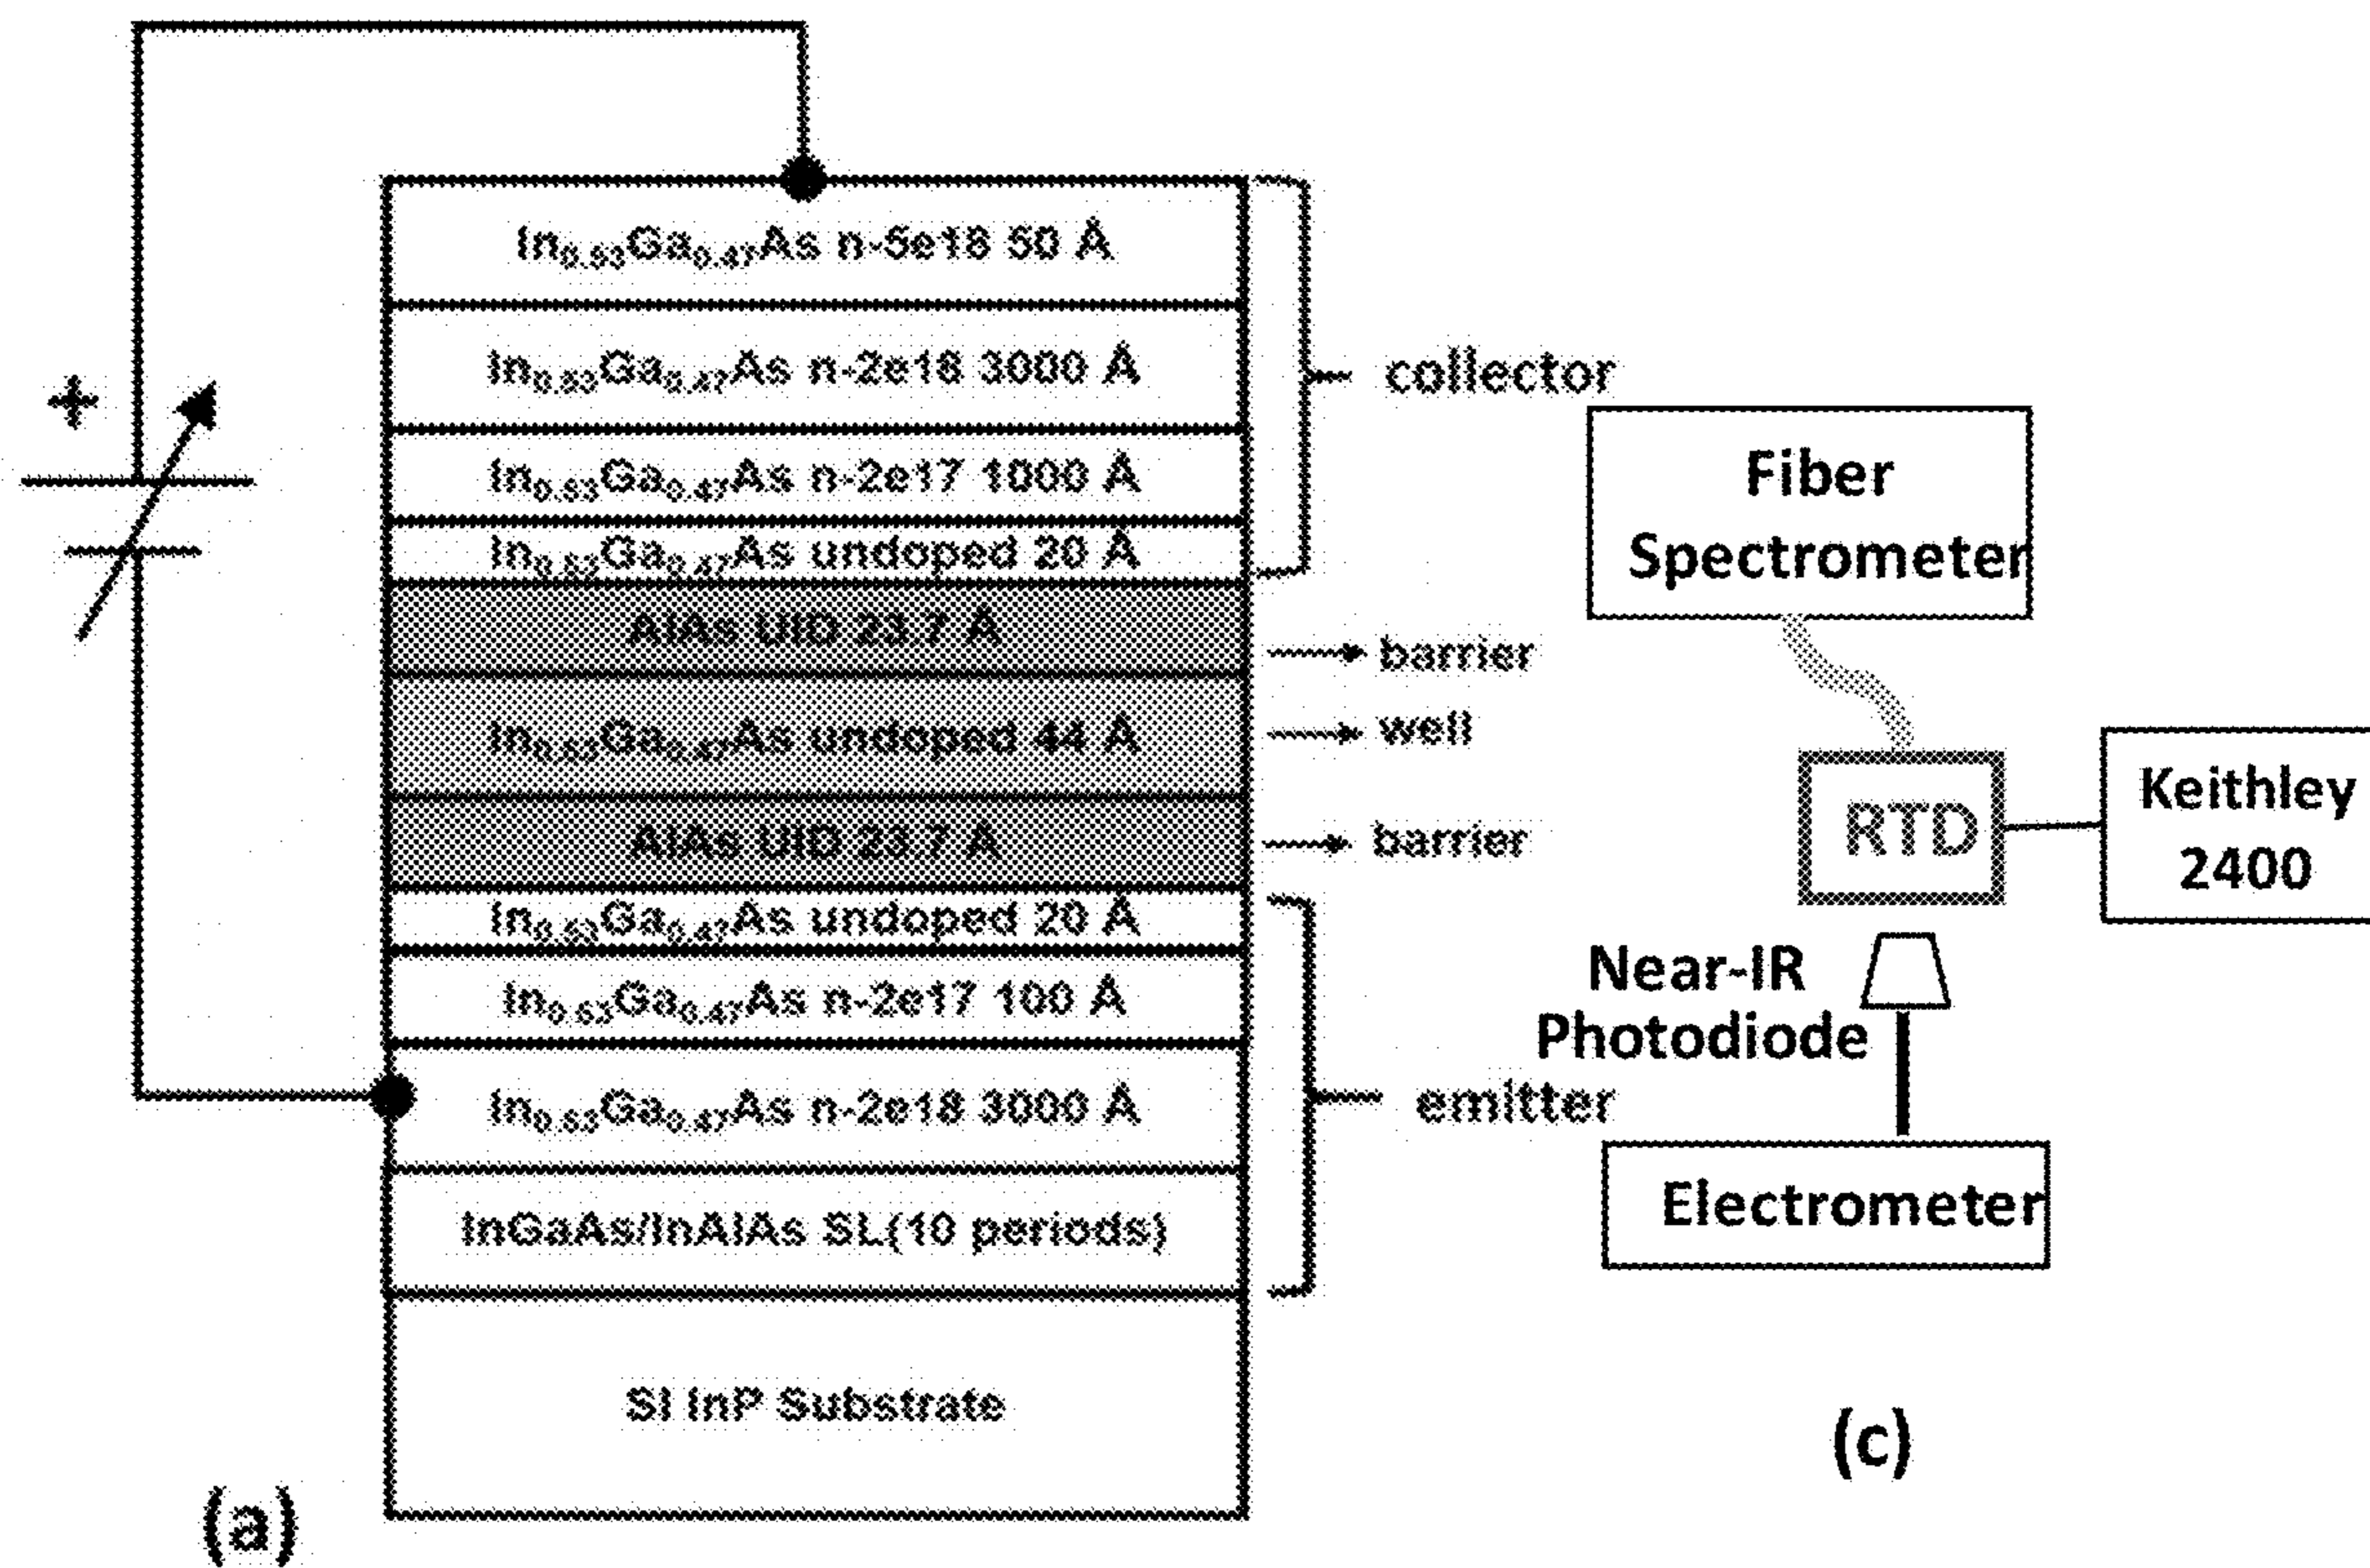 +
In₀.₅₃Ga₀.₄₇As n-5e18 50 Å
In₀.₅₃Ga₀.₄₇As n-2e18 3000 Å
In₀.₅₃Ga₀.₄₇As n-2e17 1000 Å
In₀.₅₃Ga₀.₄₇As undoped 20 Å
AlAs UID 23.7 Å
In₀.₅₃Ga₀.₄₇As undoped 44 Å
AlAs UID 23.7 Å
In₀.₅₃Ga₀.₄₇As undoped 20 Å
In₀.₅₃Ga₀.₄₇As n-2e17 100 Å
In₀.₅₃Ga₀.₄₇As n-2e18 3000 Å
InGaAs/InAlAs SL(10 periods)
SI InP Substrate
collector
barrier
well
barrier
emitter
(a)
Fiber
Spectrometer
RTD
Keithley
2400
Near-IR
Photodiode
Electrometer
(c)